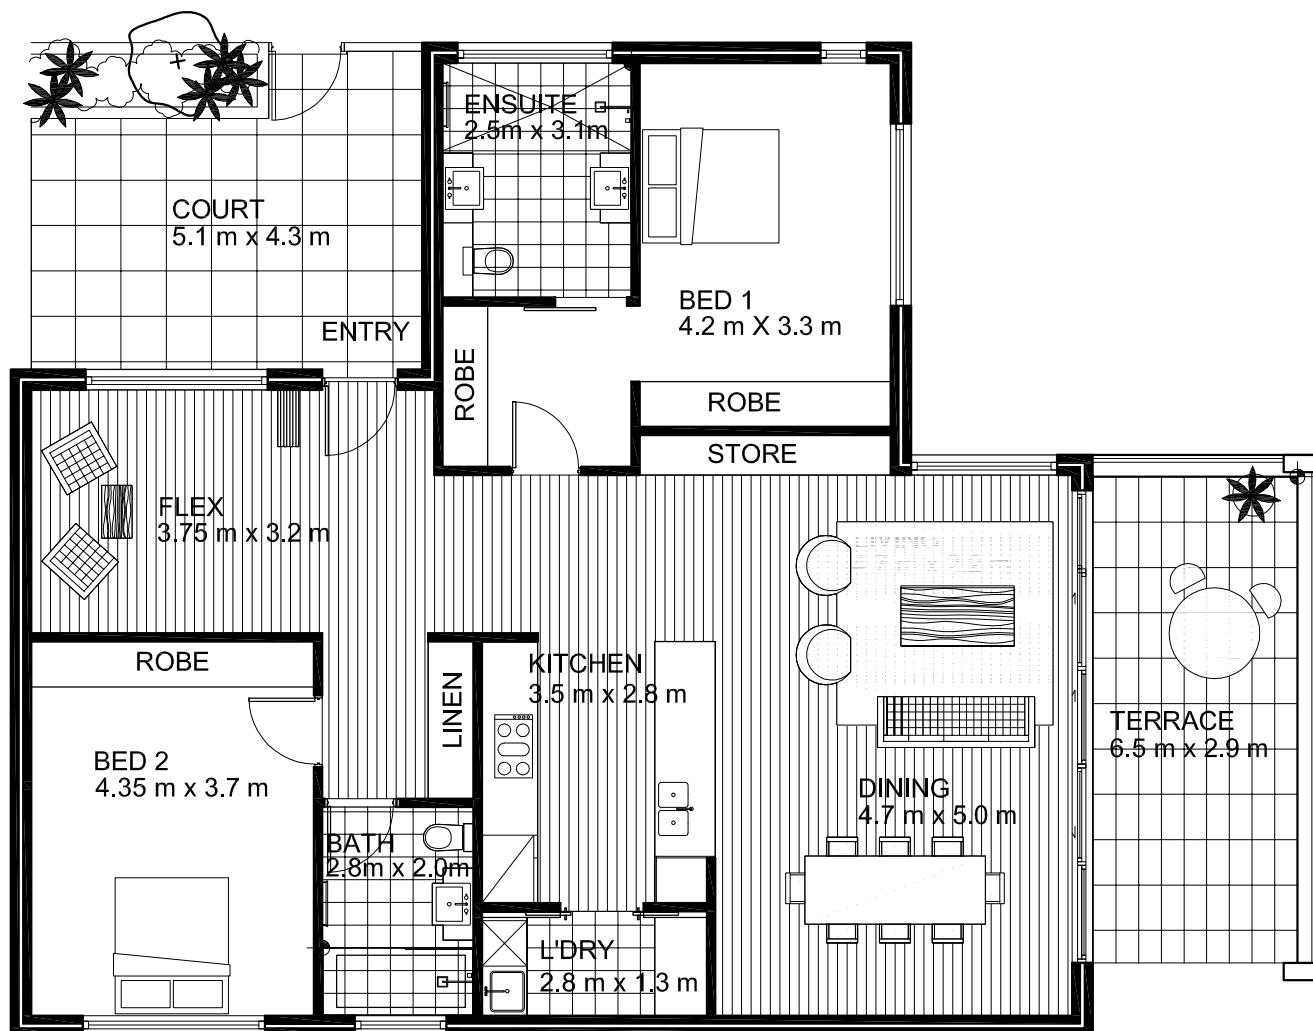 ENSUITE
2.5m x 3.1m
COURT
5.1 m x 4.3 m
BED 1
4.2 m X 3.3 m
ENTRY
ROBE
ROBE
STORE
FLEX
3.75 m x 3.2 m
ROBE
KITCHEN
3.5 m x 2.8 m
LINEN
TERRACE
6.5 m x 2.9 m
BED 2
4.35 m x 3.7 m
DINING
4.7 m x 5.0 m
BATH
2.8m x 2.0m
L'DRY
2.8 m x 1.3 m